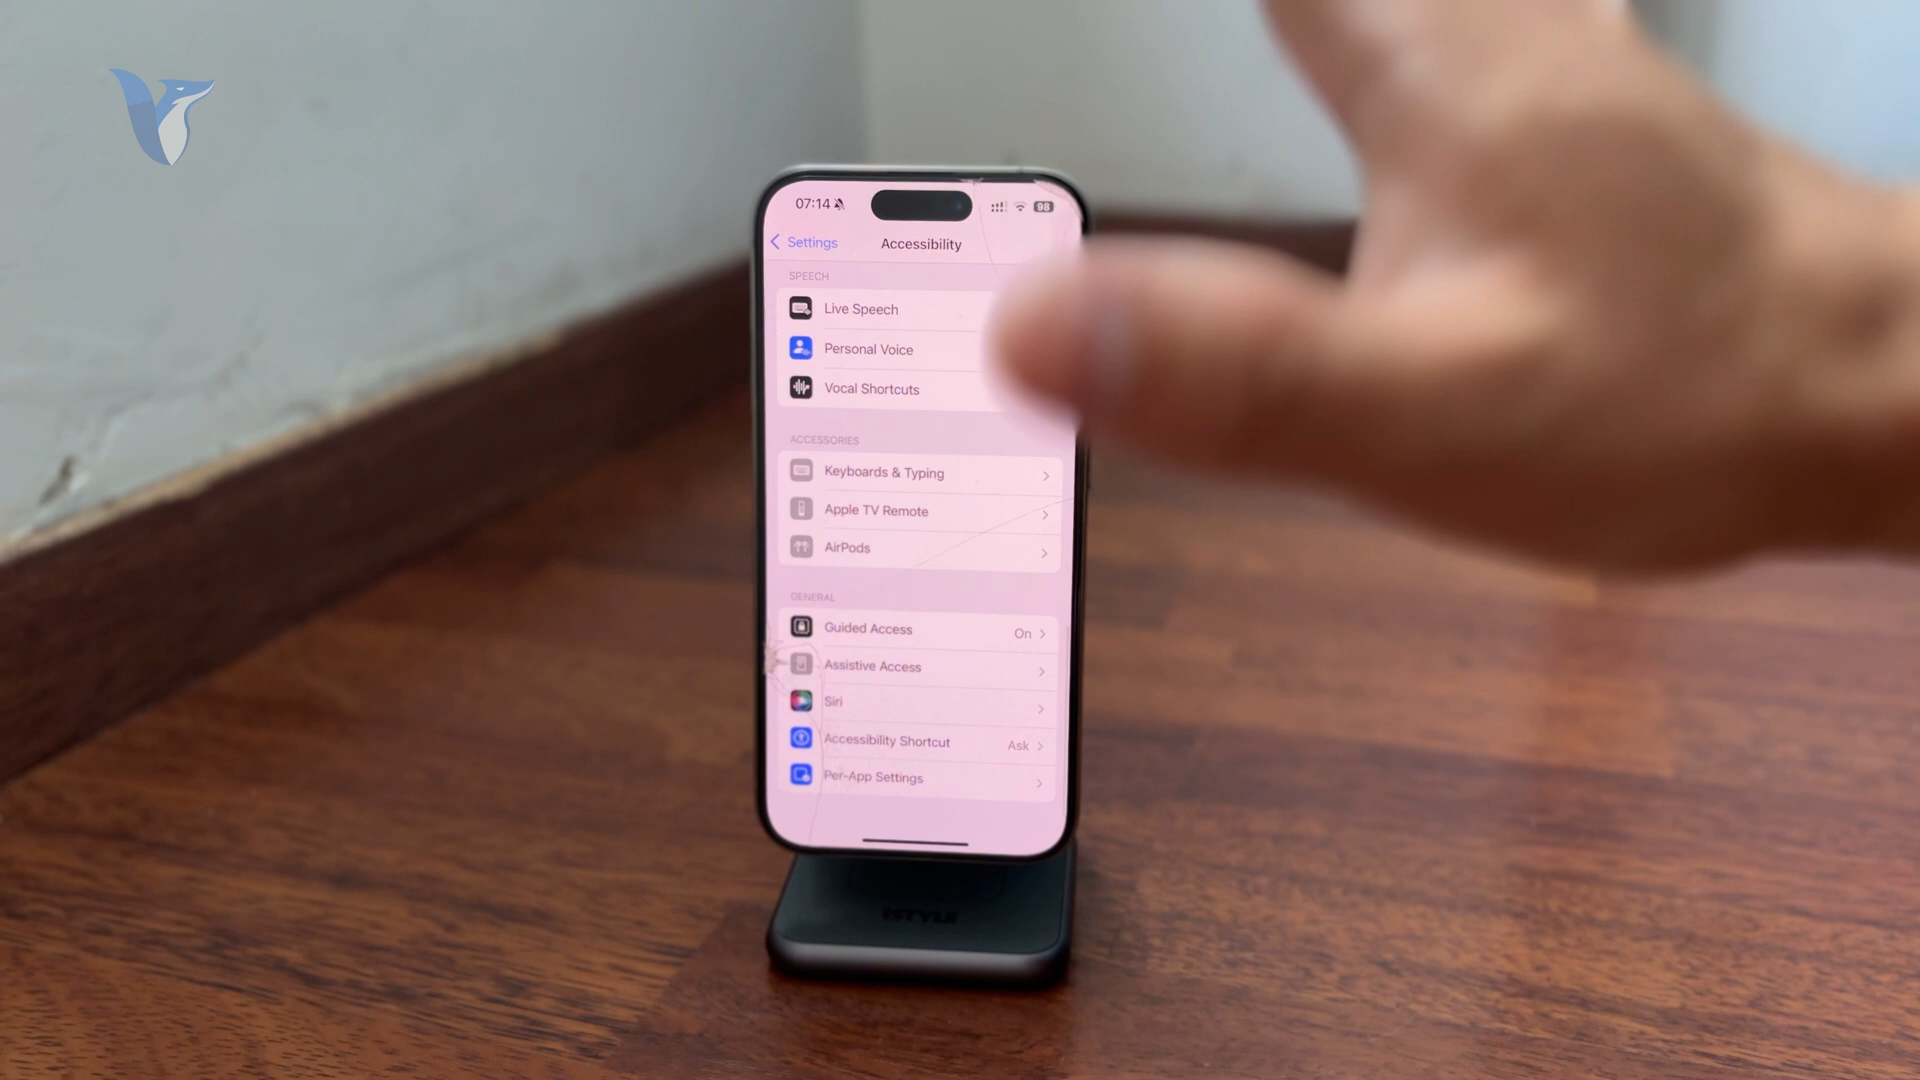 07:14
98
Settings
Accessibility
SPEECH
Live Speech
Personal Voice
Vocal Shortcuts
ACCESSORIES
Keyboards & Typing
Apple TV Remote
AirPods
GENERAL
Guided Access On
Assistive Access
Siri
Accessibility Shortcut Ask
Per-App Settings
iSTYLE